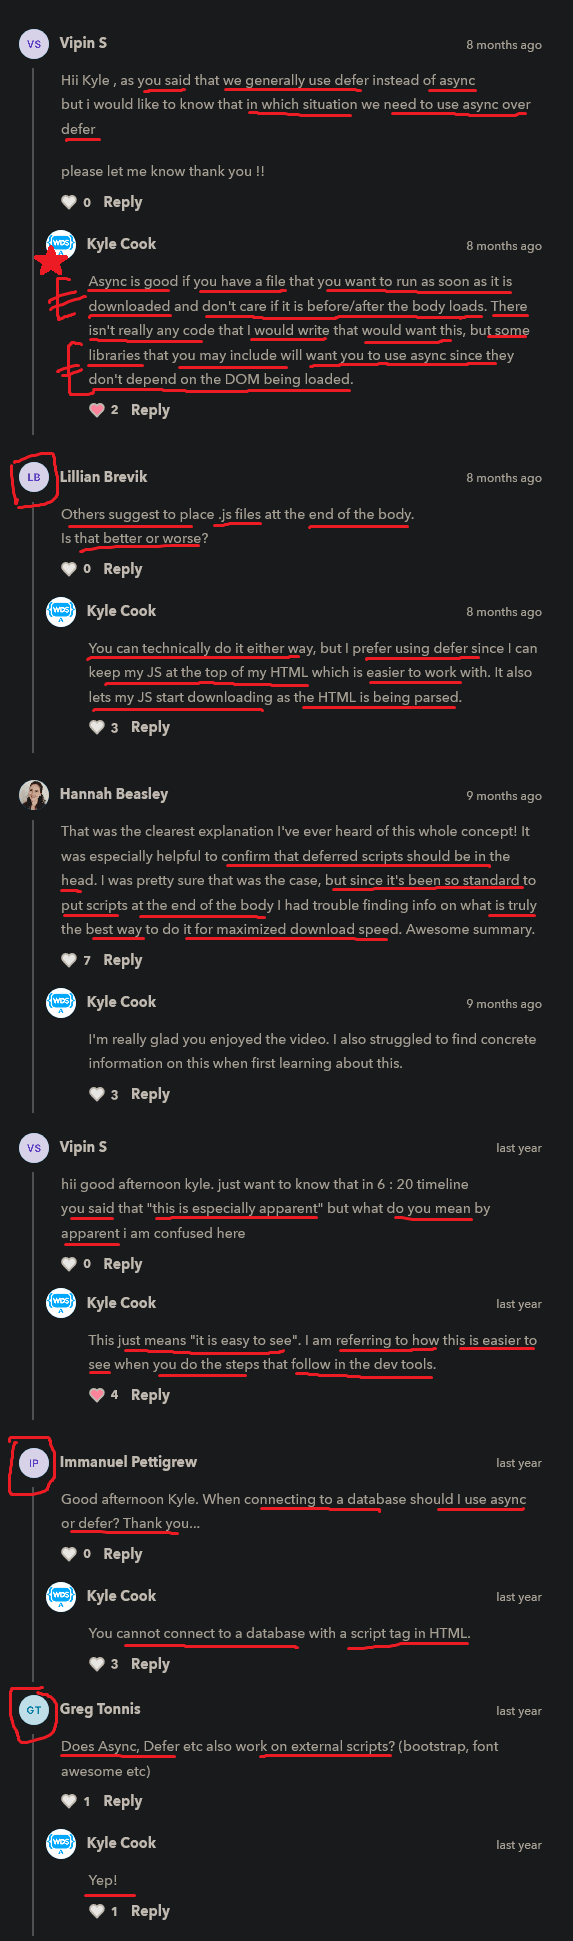 VS
Vipin S
8 months ago
Hii Kyle , as you said that we generally use defer instead of async
but i would like to know that in which situation we need to use async over
defer
please let me know thank you !!
0 Reply
WDS
A
Kyle Cook
8 months ago
Async is good if you have a file that you want to run as soon as it is
downloaded and don't care if it is before/after the body loads. There
isn't really any code that I would write that would want this, but some
libraries that you may include will want you to use async since they
don't depend on the DOM being loaded.
2 Reply
LB
Lillian Brevik
8 months ago
Others suggest to place .js files att the end of the body.
Is that better or worse?
0 Reply
WDS
A
Kyle Cook
8 months ago
You can technically do it either way, but I prefer using defer since I can
keep my JS at the top of my HTML which is easier to work with. It also
lets my JS start downloading as the HTML is being parsed.
3 Reply
Hannah Beasley
9 months ago
That was the clearest explanation I've ever heard of this whole concept! It
was especially helpful to confirm that deferred scripts should be in the
head. I was pretty sure that was the case, but since it's been so standard to
put scripts at the end of the body I had trouble finding info on what is truly
the best way to do it for maximized download speed. Awesome summary.
7 Reply
WDS
A
Kyle Cook
9 months ago
I'm really glad you enjoyed the video. I also struggled to find concrete
information on this when first learning about this.
3 Reply
VS
Vipin S
last year
hii good afternoon kyle. just want to know that in 6 : 20 timeline
you said that "this is especially apparent" but what do you mean by
apparent i am confused here
0 Reply
WDS
A
Kyle Cook
last year
This just means "it is easy to see". I am referring to how this is easier to
see when you do the steps that follow in the dev tools.
4 Reply
IP
Immanuel Pettigrew
last year
Good afternoon Kyle. When connecting to a database should I use async
or defer? Thank you...
0 Reply
WDS
A
Kyle Cook
last year
You cannot connect to a database with a script tag in HTML.
3 Reply
GT
Greg Tonnis
last year
Does Async, Defer etc also work on external scripts? (bootstrap, font
awesome etc)
1 Reply
WDS
A
Kyle Cook
last year
Yep!
1 Reply